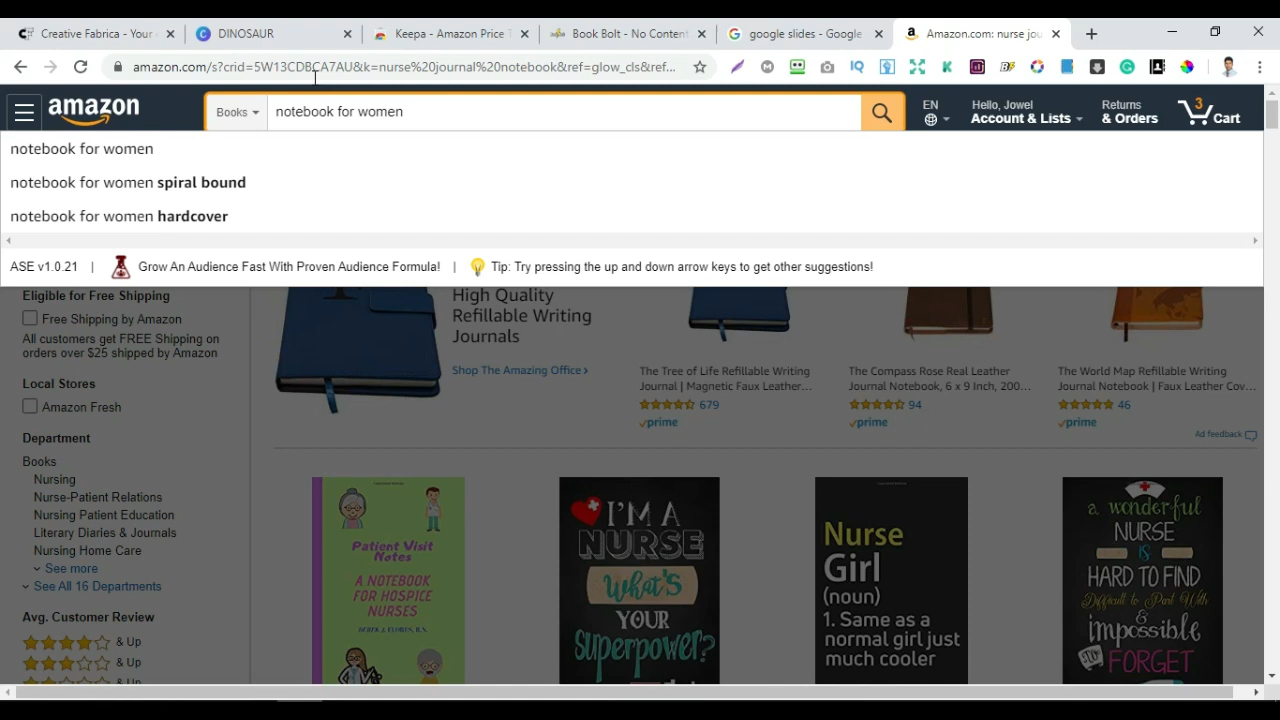 Creative Fabrica - Your
DINOSAUR
Keepa - Amazon Price T
Book Bolt - No Content
google slides - Google
Amazon.com: nurse jou
amazon.com/s?crid=5W13CDBCA7AU&k=nurse%20journal%20notebook&ref=glow_cls&ref...
amazon
Books
notebook for women
EN
Hello, Jowel
Account & Lists
Returns
& Orders
3
Cart
notebook for women
notebook for women spiral bound
notebook for women hardcover
ASE v1.0.21 | Grow An Audience Fast With Proven Audience Formula! | Tip: Try pressing the up and down arrow keys to get other suggestions!
Eligible for Free Shipping
Free Shipping by Amazon
All customers get FREE Shipping on
orders over $25 shipped by Amazon
Local Stores
Amazon Fresh
Department
Books
Nursing
Nurse-Patient Relations
Nursing Patient Education
Literary Diaries & Journals
Nursing Home Care
See more
See All 16 Departments
Avg. Customer Review
& Up
& Up
& Up
High Quality
Refillable Writing
Journals
Shop The Amazing Office ›
The Tree of Life Refillable Writing
Journal | Magnetic Faux Leather...
679
prime
The Compass Rose Real Leather
Journal Notebook, 6 x 9 Inch, 200...
94
prime
The World Map Refillable Writing
Journal Notebook | Faux Leather Cov...
46
prime
Ad feedback
Patient Visit
Notes
A NOTEBOOK
FOR HOSPICE
NURSES
DEREK J. FLORES, R.N.
I'M A
NURSE
What's
YOUR
Superpower?
Nurse
Girl
(noun)
1. Same as a
normal girl just
much cooler
a wonderful
NURSE
IS
HARD TO FIND
Difficult to Part With
&
impossible
TO FORGET